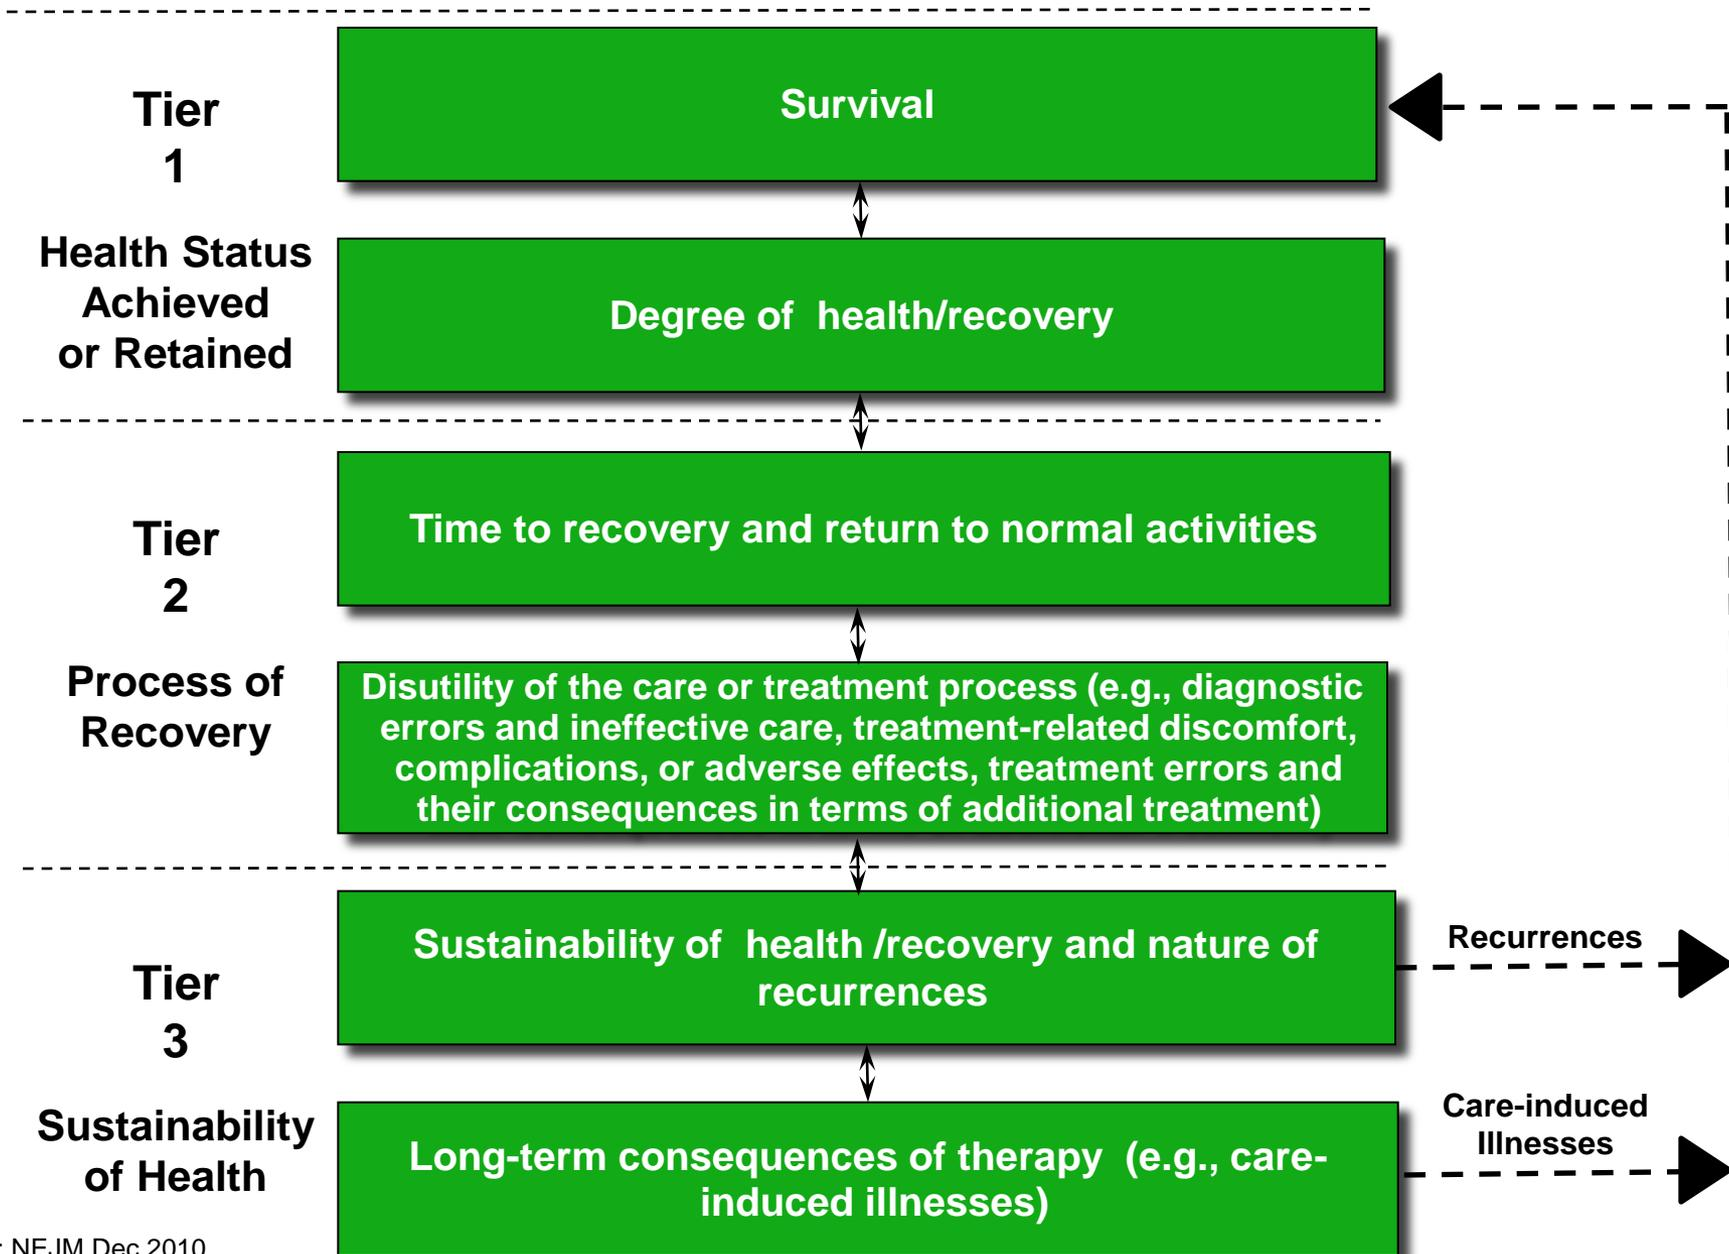 Tier
1
Survival
Health Status
Achieved
or Retained
Degree of  health/recovery
Tier
2
Time to recovery and return to normal activities
Process of
Recovery
Disutility of the care or treatment process (e.g., diagnostic
errors and ineffective care, treatment-related discomfort,
complications, or adverse effects, treatment errors and
their consequences in terms of additional treatment)
Tier
3
Sustainability of  health /recovery and nature of
recurrences
Recurrences
Sustainability
of Health
Long-term consequences of therapy  (e.g., care-
induced illnesses)
Care-induced
Illnesses
: NEJM Dec 2010